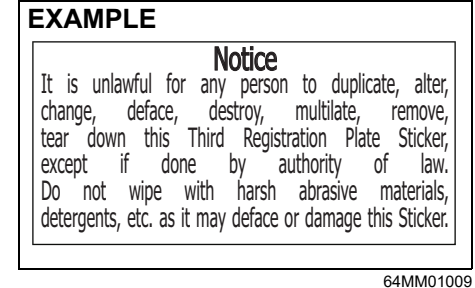 EXAMPLE
Notice
It is unlawful for any person to duplicate, alter,
change, deface, destroy, multilate, remove,
tear down this Third Registration Plate Sticker,
except if done by authority of law.
Do not wipe with harsh abrasive materials,
detergents, etc. as it may deface or damage this Sticker.
64MM01009